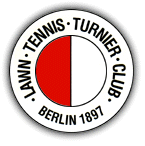 · LAWN · TENNIS · TURNIER · CLUB ·
BERLIN 1897